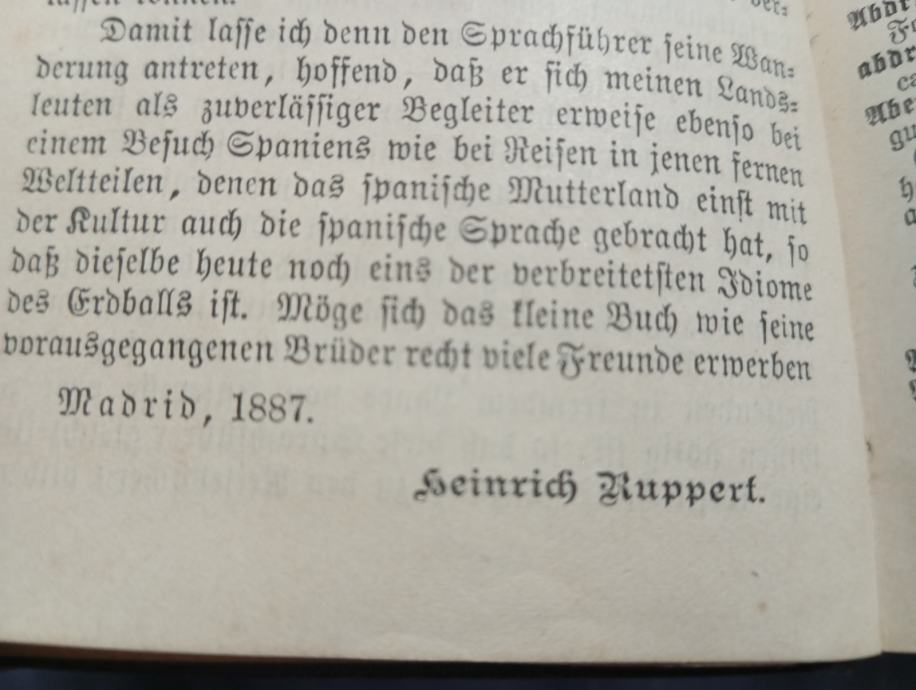 Damit laſſe ich denn den Sprachführer ſeine Wan⸗
derung antreten, hoffend, daß er ſich meinen Lands⸗
leuten als zuverläſſiger Begleiter erweiſe ebenſo bei
einem Beſuch Spaniens wie bei Reiſen in jenen fernen
Weltteilen, denen das ſpaniſche Mutterland einſt mit
der Kultur auch die ſpaniſche Sprache gebracht hat, ſo
daß dieſelbe heute noch eins der verbreitetſten Idiome
des Erdballs iſt. Möge ſich das kleine Buch wie ſeine
vorausgegangenen Brüder recht viele Freunde erwerben
Madrid, 1887.
Heinrich Ruppert.